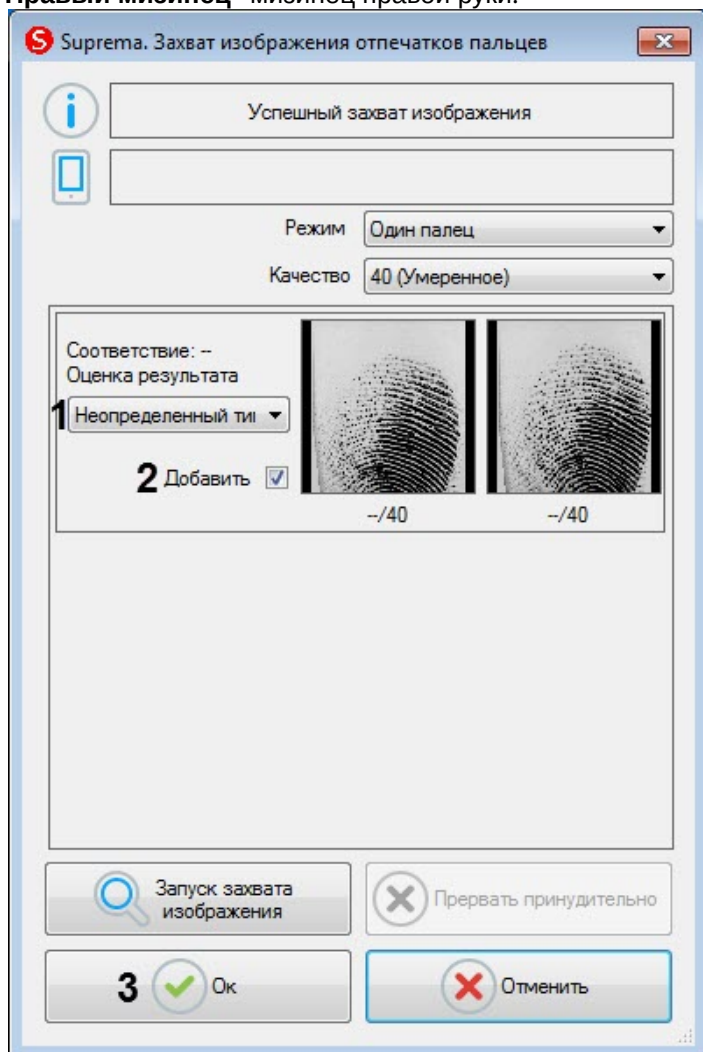 Правый мизинец - мизинец правой руки.
Suprema. Захват изображения отпечатков пальцев
Успешный захват изображения
Режим Один палец
Качество 40 (Умеренное)
Соответствие: --
Оценка результата
1 Неопределенный ти
2 Добавить
--/40 --/40
Запуск захвата
изображения
Прервать принудительно
3 Ок
Отменить